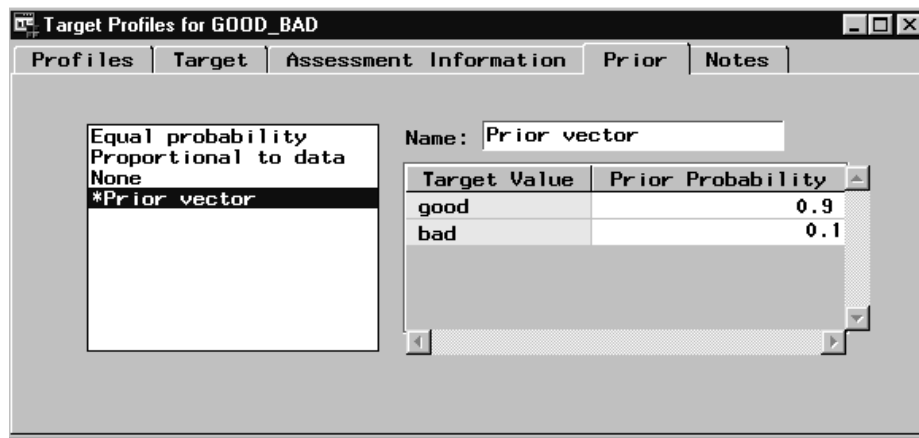 Target Profiles for GOOD_BAD
Profiles Target Assessment Information Prior Notes
Equal probability
Proportional to data
None
*Prior vector
Name: Prior vector
Target Value Prior Probability
good 0.9
bad 0.1